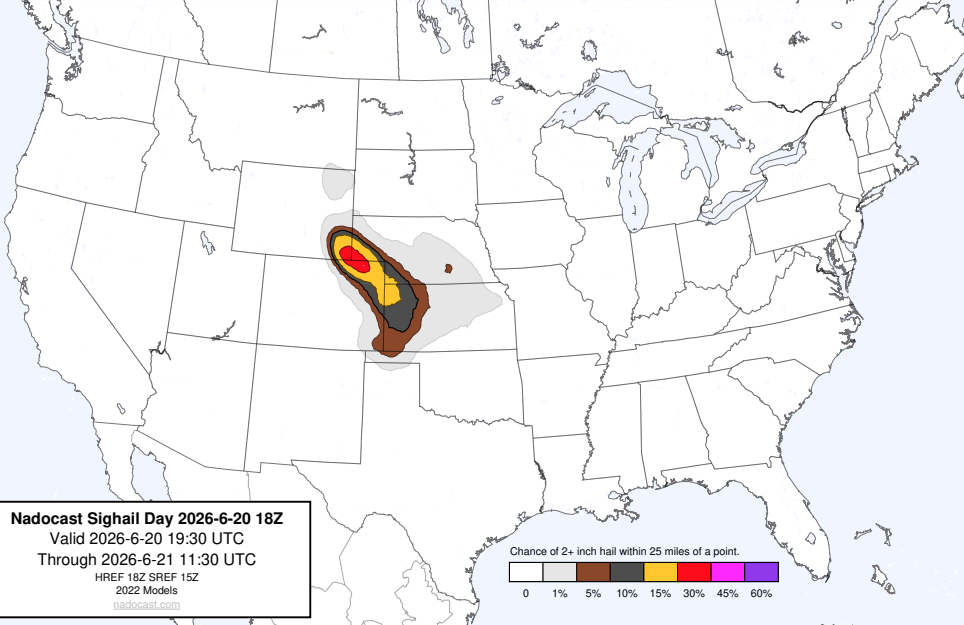 Nadocast Sighail Day 2026-6-20 18Z
Valid 2026-6-20 19:30 UTC
Through 2026-6-21 11:30 UTC
HREF 18Z SREF 15Z
2022 Models
nadocast.com
Chance of 2+ inch hail within 25 miles of a point.
0 1% 5% 10% 15% 30% 45% 60%